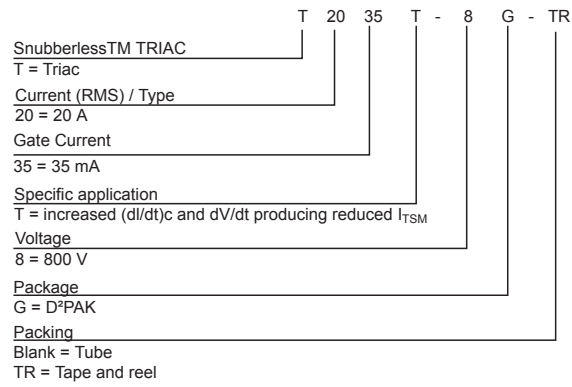 T 20 35 T - 8 G - TR
SnubberlessTM TRIAC
T = Triac
Current (RMS) / Type
20 = 20 A
Gate Current
35 = 35 mA
Specific application
T = increased (dI/dt)c and dV/dt producing reduced ITSM
Voltage
8 = 800 V
Package
G = D²PAK
Packing
Blank = Tube
TR = Tape and reel